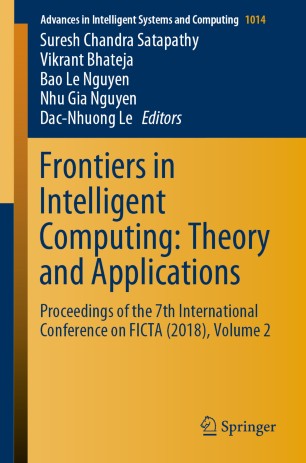 Advances in Intelligent Systems and Computing 1014
Suresh Chandra Satapathy
Vikrant Bhateja
Bao Le Nguyen
Nhu Gia Nguyen
Dac-Nhuong Le Editors
Frontiers in
Intelligent
Computing: Theory
and Applications
Proceedings of the 7th International
Conference on FICTA (2018), Volume 2
Springer